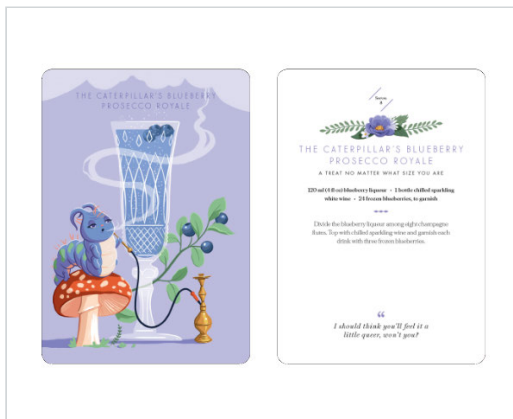 THE CATERPILLAR'S BLUEBERRY
PROSECCO ROYALE
Serves
8
THE CATERPILLAR'S BLUEBERRY
PROSECCO ROYALE
A TREAT NO MATTER WHAT SIZE YOU ARE
120 ml (4 fl oz) blueberry liqueur • 1 bottle chilled sparkling
white wine • 24 frozen blueberries, to garnish
Divide the blueberry liqueur among eight champagne
flutes. Top with chilled sparkling wine and garnish each
drink with three frozen blueberries.
“
I should think you'll feel it a
little queer, won't you?